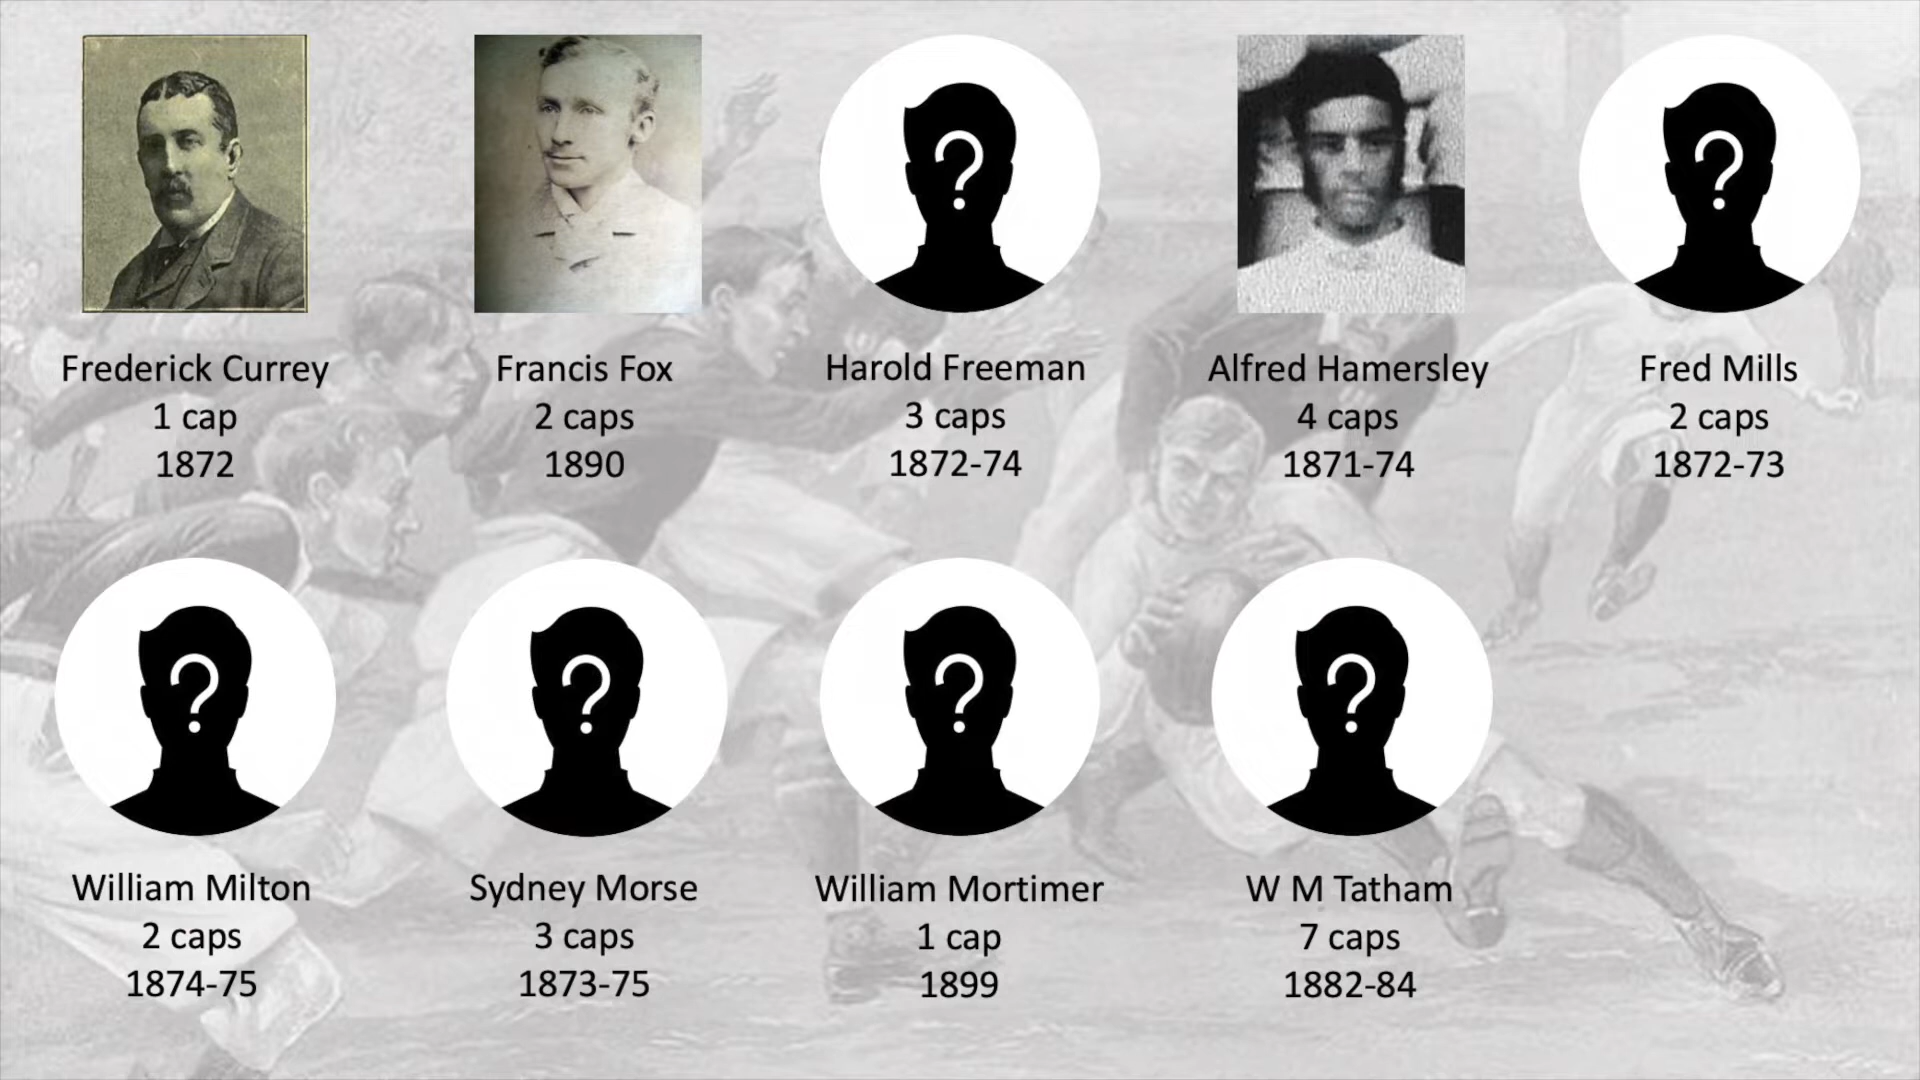 Frederick Currey
1 cap
1872
Francis Fox
2 caps
1890
Harold Freeman
3 caps
1872-74
Alfred Hamersley
4 caps
1871-74
Fred Mills
2 caps
1872-73
William Milton
2 caps
1874-75
Sydney Morse
3 caps
1873-75
William Mortimer
1 cap
1899
W M Tatham
7 caps
1882-84